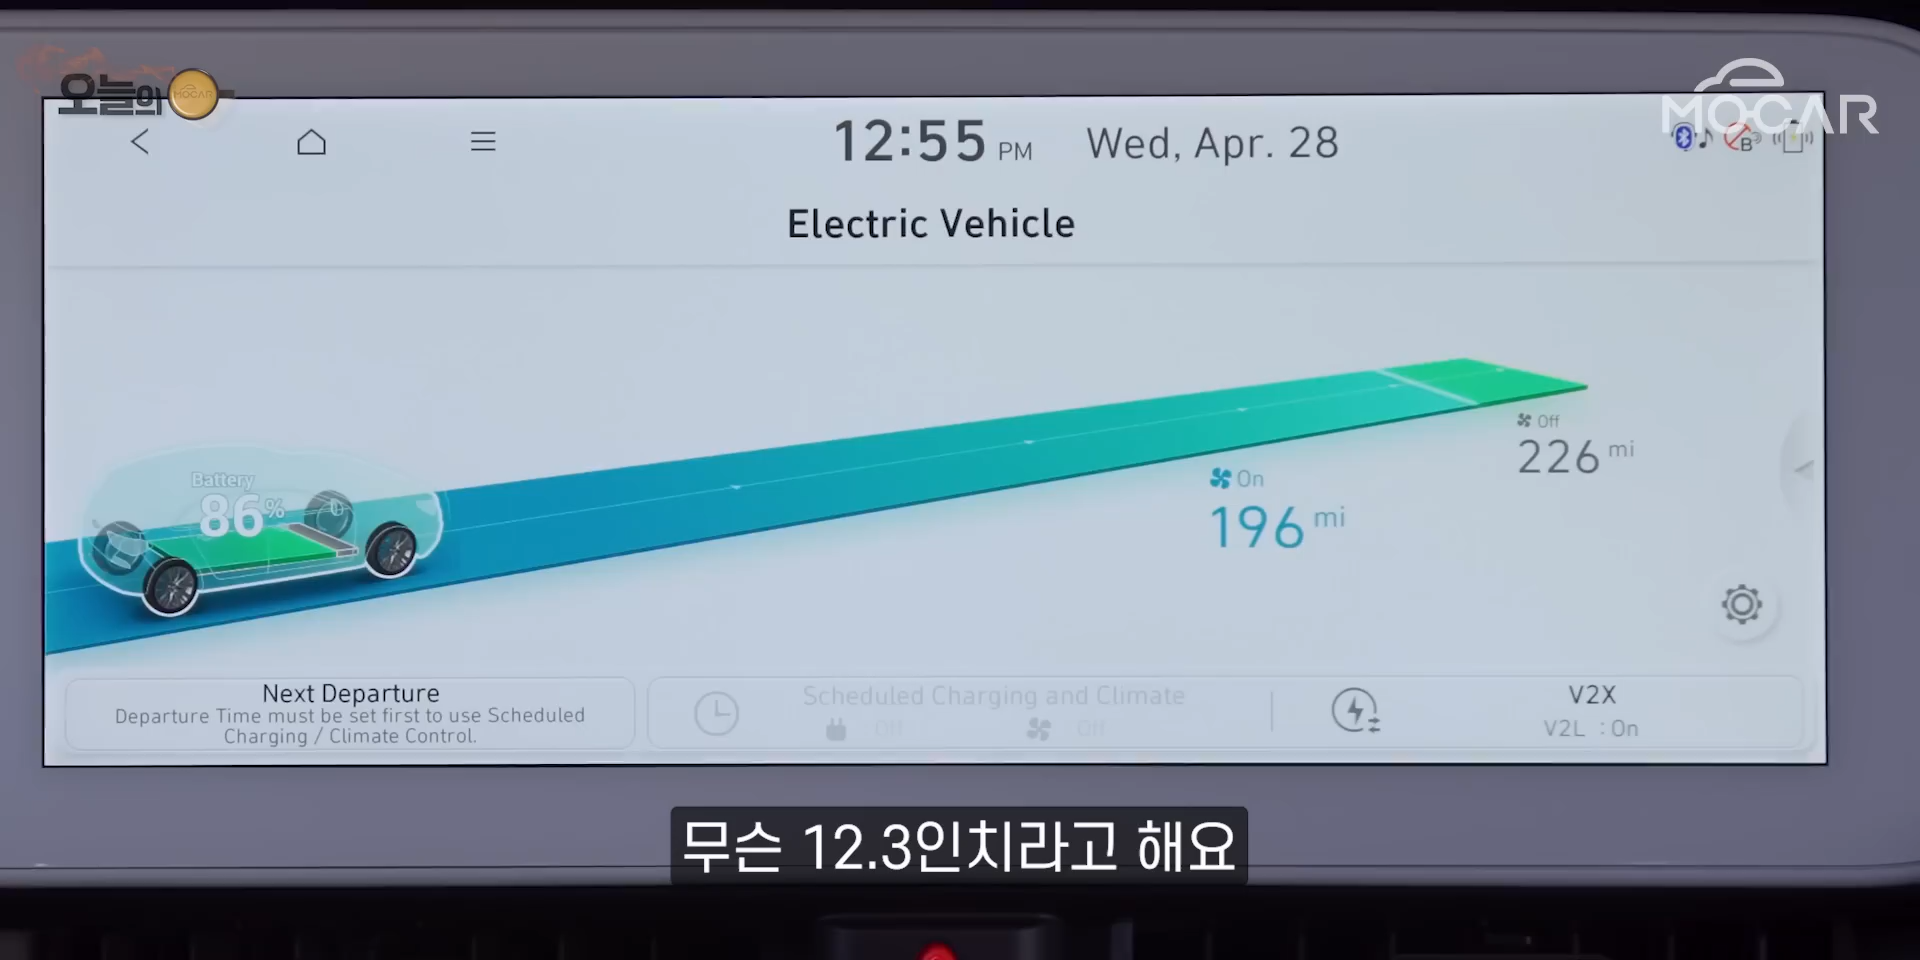 오늘의
MOCAR
MOCAR
12:55 PM Wed, Apr. 28
B
Electric Vehicle
Off
226 mi
On
196 mi
Battery
86%
Next Departure
Departure Time must be set first to use Scheduled
Charging / Climate Control.
Scheduled Charging and Climate
Off Off
V2X
V2L : On
무슨 12.3인치라고 해요